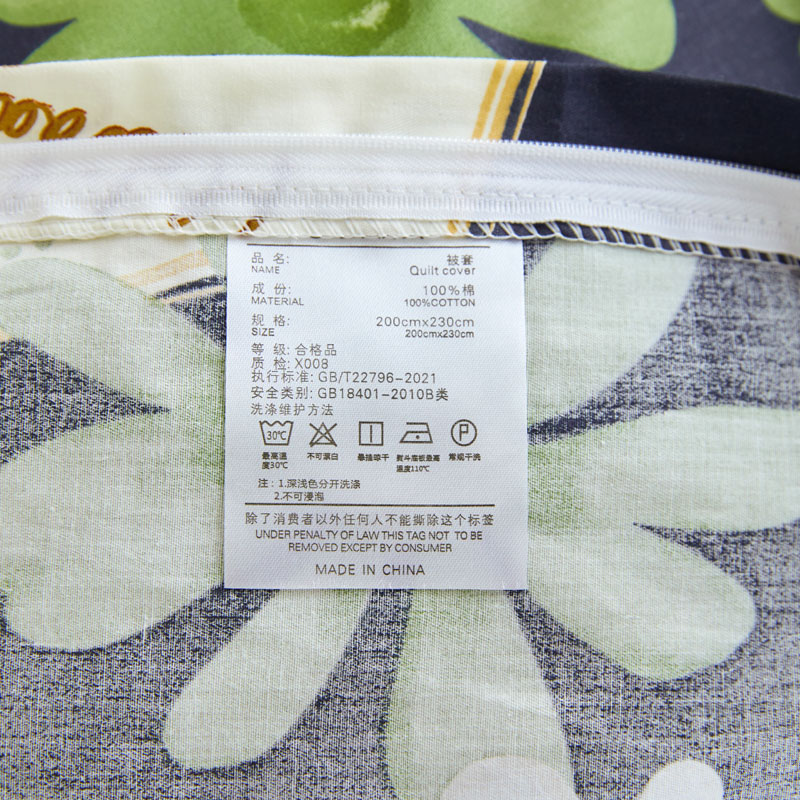 品 名: 被套
NAME Quilt cover
成 份: 100%棉
MATERIAL 100%COTTON
规 格: 200cmx230cm
SIZE 200cmx230cm
等 级: 合格品
质 检: X008
执行标准: GB/T22796-2021
安全类别: GB18401-2010B类
洗涤维护方法
30℃ P
最高温 不可漂白 悬挂晾干 熨斗底板最高 常规干洗
度30℃ 温度110℃
注: 1.深浅色分开洗涤
2.不可浸泡
除了消费者以外任何人不能撕除这个标签
UNDER PENALTY OF LAW THIS TAG NOT TO BE
REMOVED EXCEPT BY CONSUMER
MADE IN CHINA